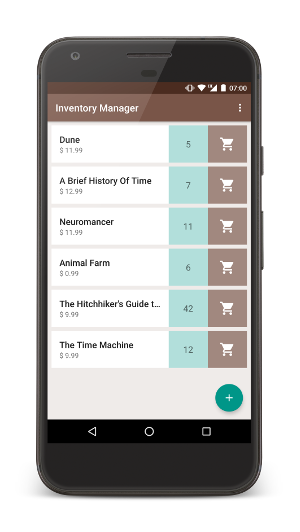 07:00
Inventory Manager
Dune
$ 11.99
5
A Brief History Of Time
$ 12.99
7
Neuromancer
$ 11.99
11
Animal Farm
$ 0.99
6
The Hitchhiker's Guide t...
$ 9.99
42
The Time Machine
$ 9.99
12
+